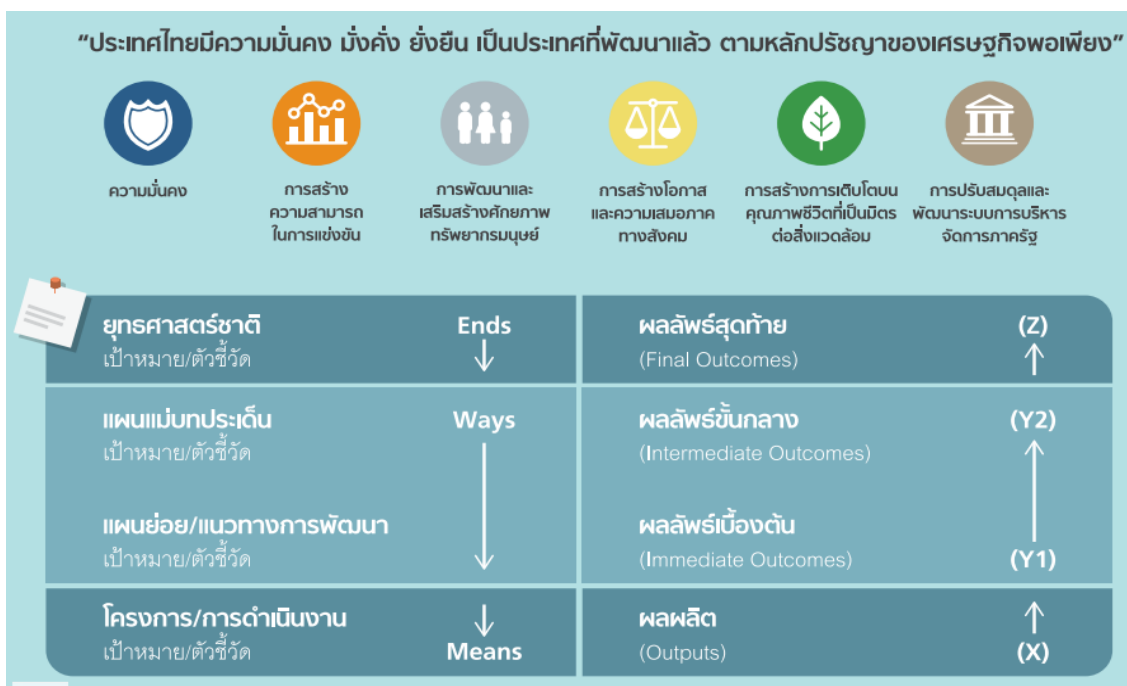 “ประเทศไทยมีความมั่นคง มั่งคั่ง ยั่งยืน เป็นประเทศที่พัฒนาแล้ว ตามหลักปรัชญาของเศรษฐกิจพอเพียง”
ความมั่นคง
การสร้าง
ความสามารถ
ในการแข่งขัน
การพัฒนาและ
เสริมสร้างศักยภาพ
ทรัพยากรมนุษย์
การสร้างโอกาส
และความเสมอภาค
ทางสังคม
การสร้างการเติบโตบน
คุณภาพชีวิตที่เป็นมิตร
ต่อสิ่งแวดล้อม
การปรับสมดุลและ
พัฒนาระบบการบริหาร
จัดการภาครัฐ
ยุทธศาสตร์ชาติ Ends ผลลัพธ์สุดท้าย (Z)
เป้าหมาย/ตัวชี้วัด (Final Outcomes)
แผนแม่บทประเด็น Ways ผลลัพธ์ขั้นกลาง (Y2)
เป้าหมาย/ตัวชี้วัด (Intermediate Outcomes)
แผนย่อย/แนวทางการพัฒนา ผลลัพธ์เบื้องต้น
เป้าหมาย/ตัวชี้วัด (Immediate Outcomes) (Y1)
โครงการ/การดำเนินงาน ผลผลิต
เป้าหมาย/ตัวชี้วัด Means (Outputs) (X)